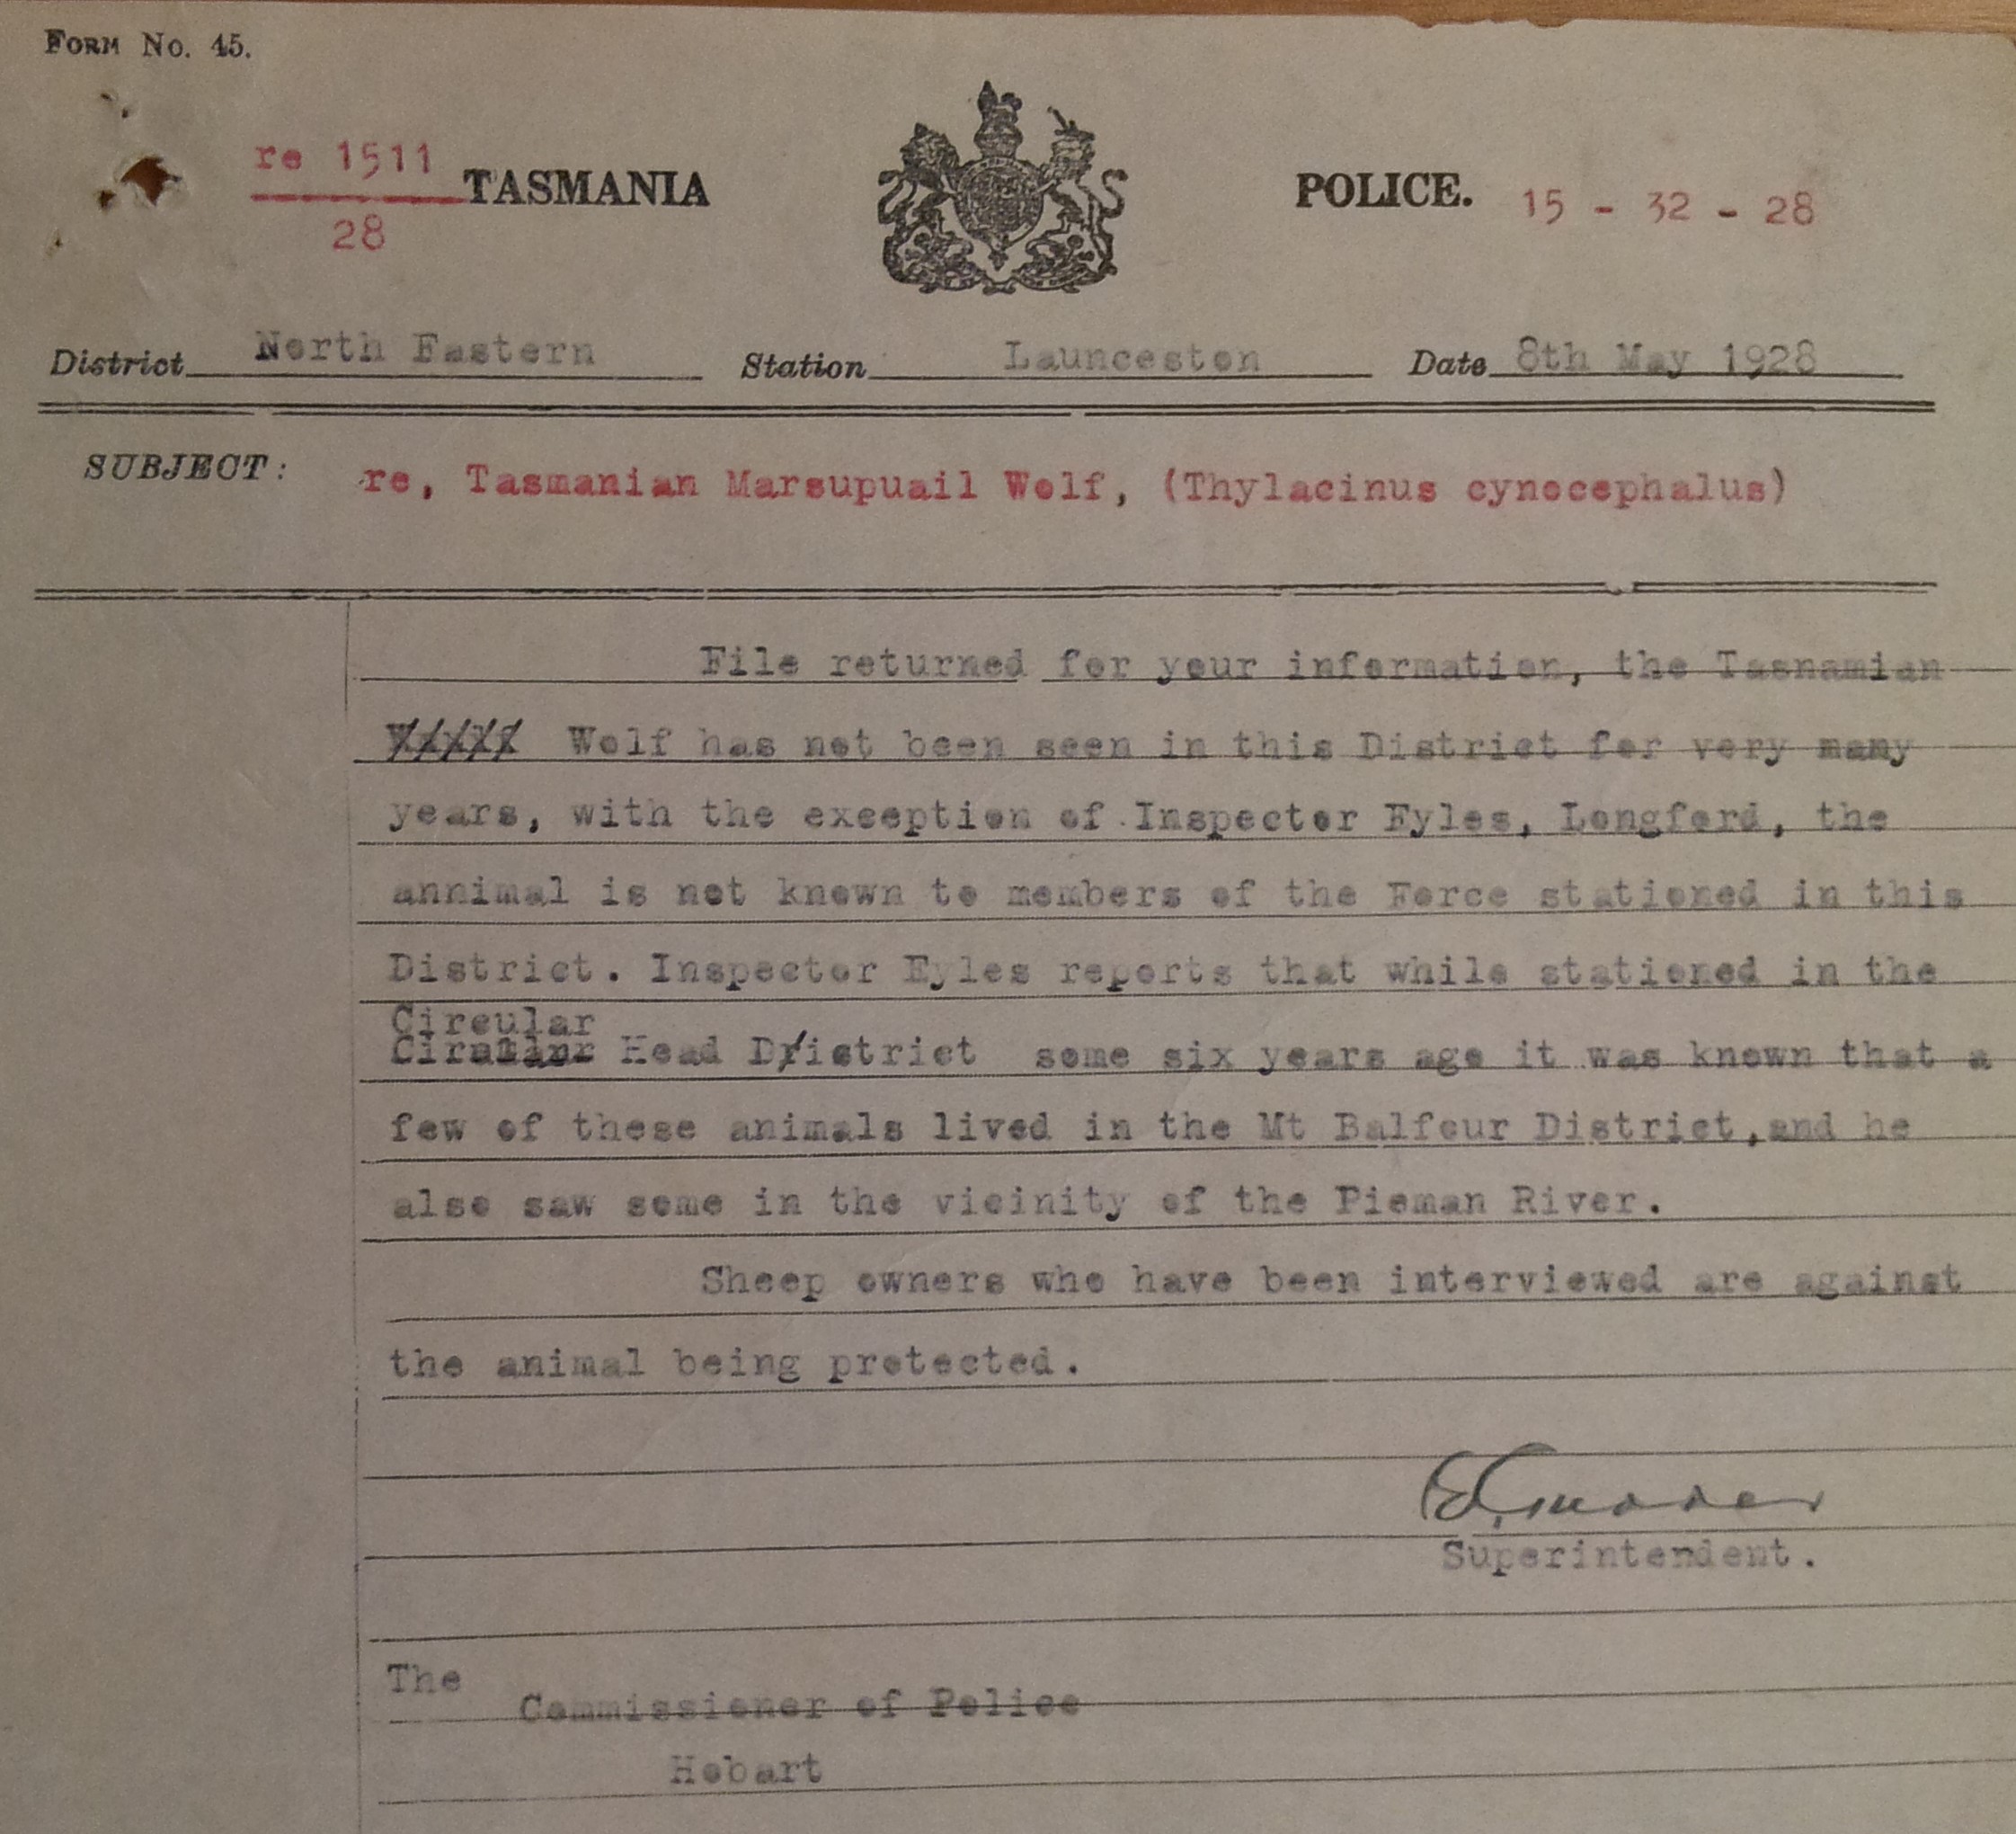 FORM No. 45.
re 1511
28
TASMANIA POLICE. 15 - 32 - 28
District North Eastern Station Launceston Date 8th May 1928
SUBJECT: re, Tasmanian Marsupuail Wolf, (Thylacinus cynocephalus)
File returned for your information, the Tasnamian
Wolf has not been seen in this District for very many
years, with the exception of Inspector Eyles, Longford, the
annimal is not known to members of the Force stationed in this
District. Inspector Eyles reports that while stationed in the
Circular
Head District some six years ago it was known that a
few of these animals lived in the Mt Balfour District,and he
also saw some in the vicinity of the Pieman River.
Sheep owners who have been interviewed are against
the animal being protected.
Superintendent.
The
Commissioner of Police
Hobart